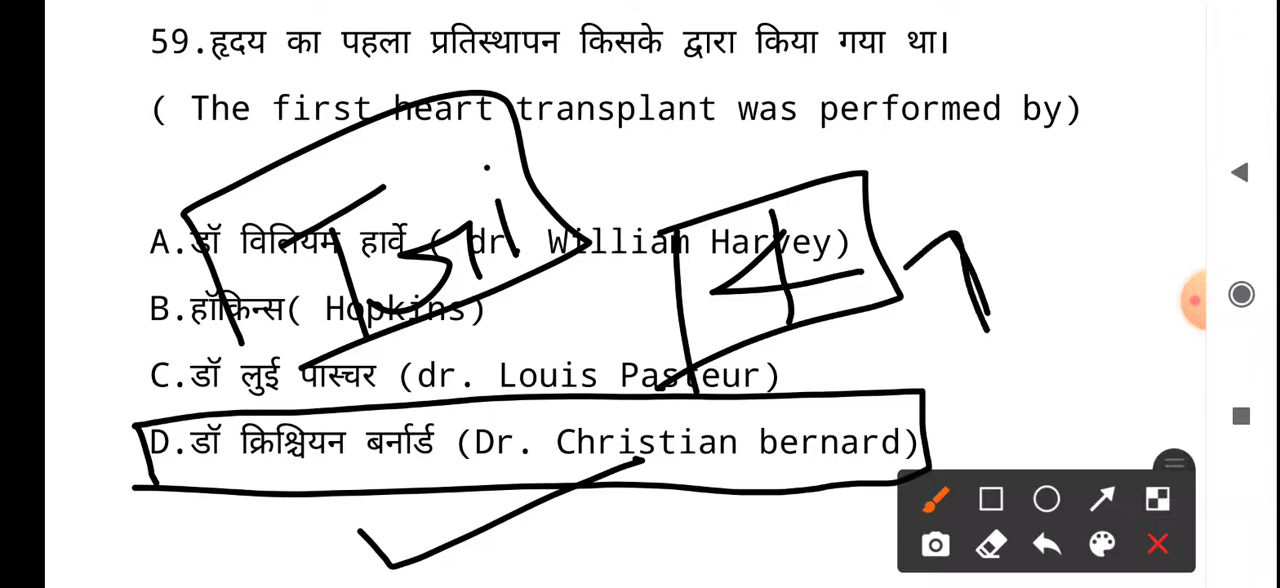 59.हृदय का पहला प्रतिस्थापन किसके द्वारा किया गया था।
( The first heart transplant was performed by)
A.डॉ विलियम हार्वे ( dr. William Harvey)
B.हॉकिन्स( Hopkins)
C.डॉ लुई पास्चर (dr. Louis Pasteur)
D.डॉ क्रिश्चियन बर्नार्ड (Dr. Christian bernard)